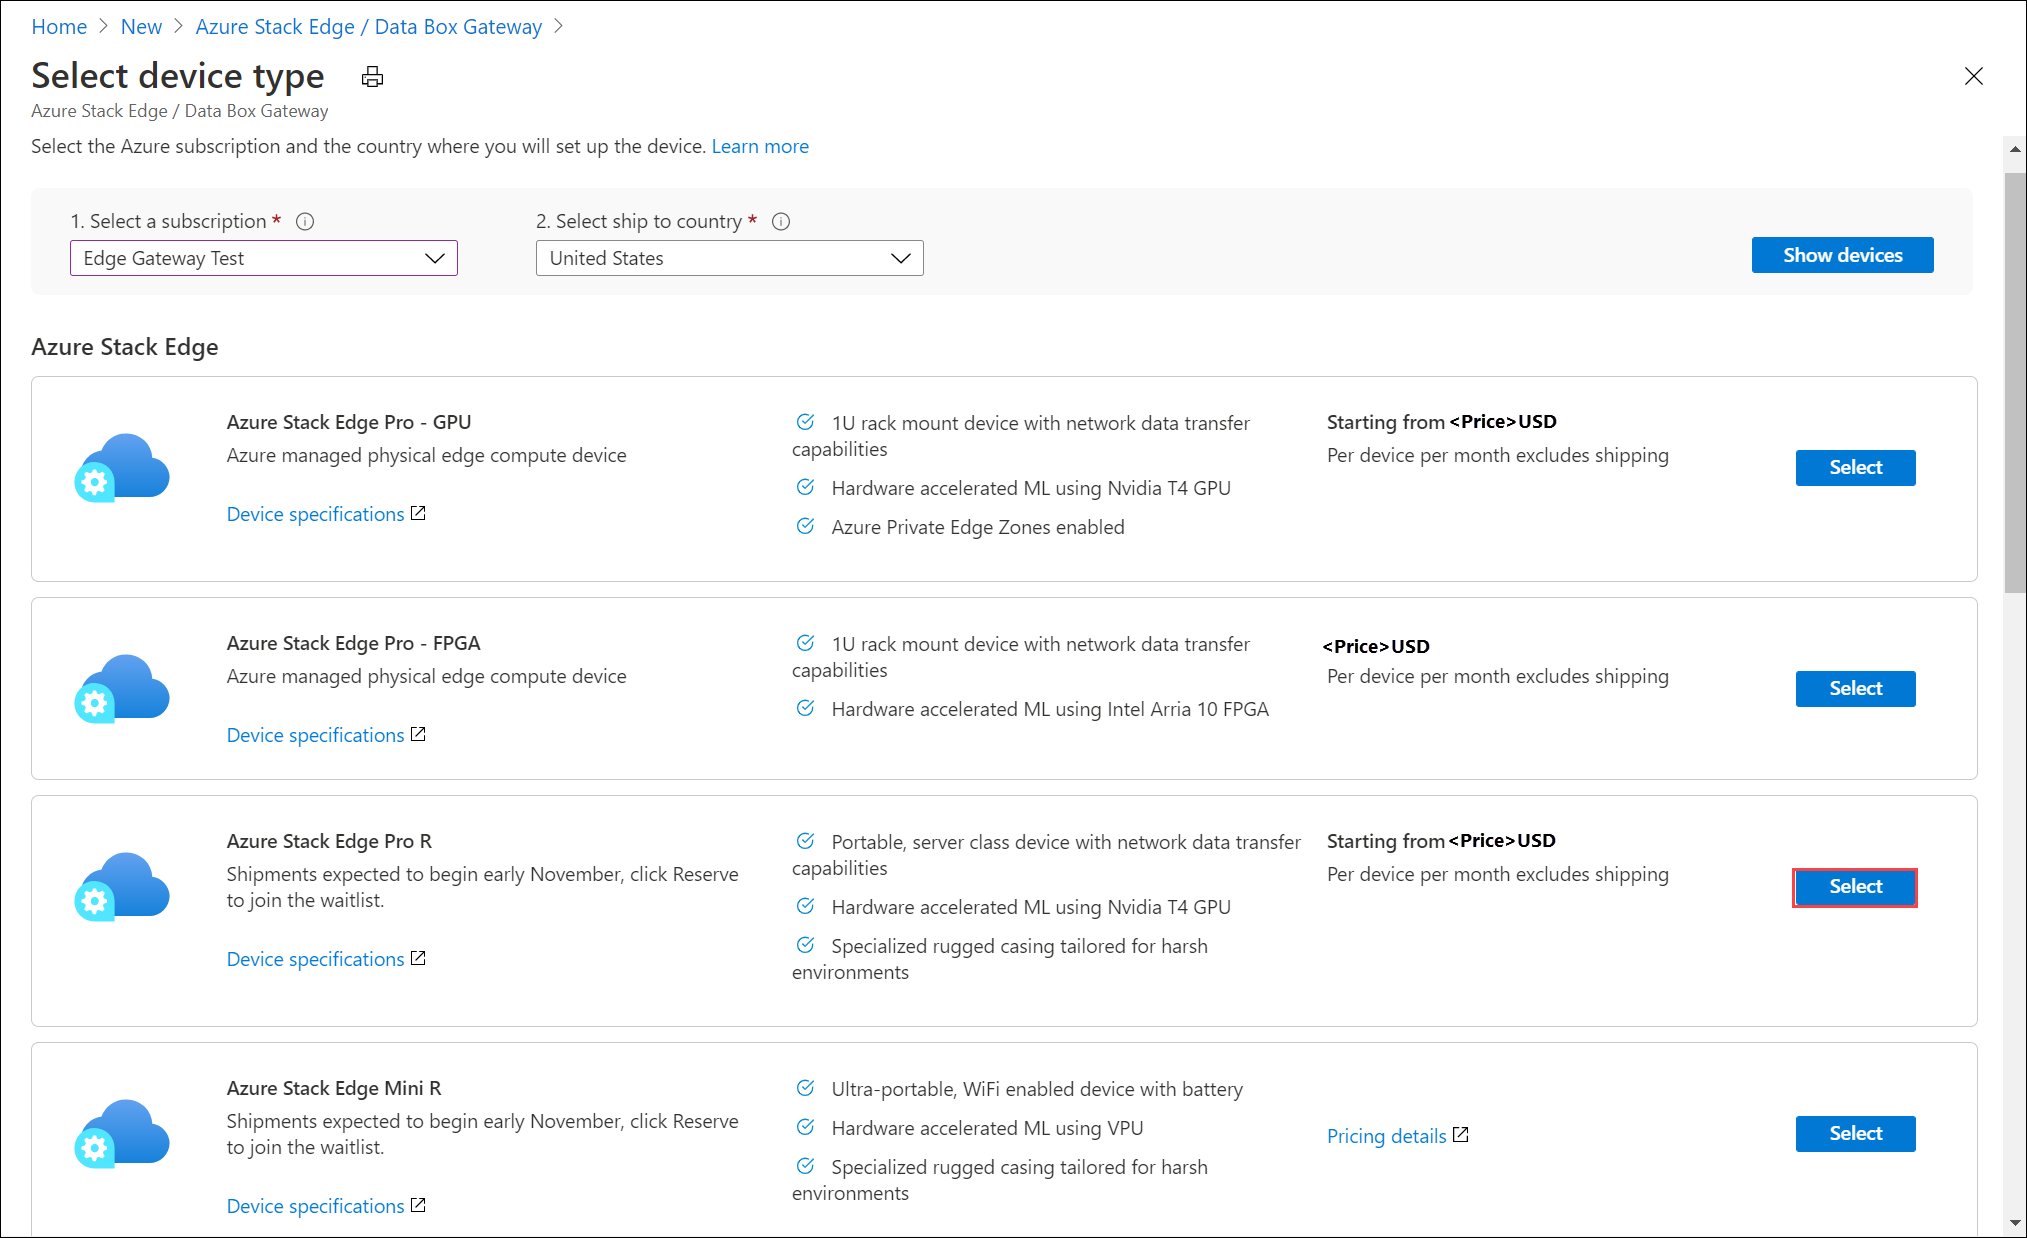 Home > New > Azure Stack Edge / Data Box Gateway >
Select device type
Azure Stack Edge / Data Box Gateway
Select the Azure subscription and the country where you will set up the device. Learn more
1. Select a subscription *
2. Select ship to country *
Edge Gateway Test
United States
Show devices
Azure Stack Edge
Azure Stack Edge Pro - GPU
Azure managed physical edge compute device
Device specifications
1U rack mount device with network data transfer
capabilities
Hardware accelerated ML using Nvidia T4 GPU
Azure Private Edge Zones enabled
Starting from <Price>USD
Per device per month excludes shipping
Select
Azure Stack Edge Pro - FPGA
Azure managed physical edge compute device
Device specifications
1U rack mount device with network data transfer
capabilities
Hardware accelerated ML using Intel Arria 10 FPGA
<Price>USD
Per device per month excludes shipping
Select
Azure Stack Edge Pro R
Shipments expected to begin early November, click Reserve
to join the waitlist.
Device specifications
Portable, server class device with network data transfer
capabilities
Hardware accelerated ML using Nvidia T4 GPU
Specialized rugged casing tailored for harsh
environments
Starting from <Price>USD
Per device per month excludes shipping
Select
Azure Stack Edge Mini R
Shipments expected to begin early November, click Reserve
to join the waitlist.
Device specifications
Ultra-portable, WiFi enabled device with battery
Hardware accelerated ML using VPU
Specialized rugged casing tailored for harsh
environments
Pricing details
Select